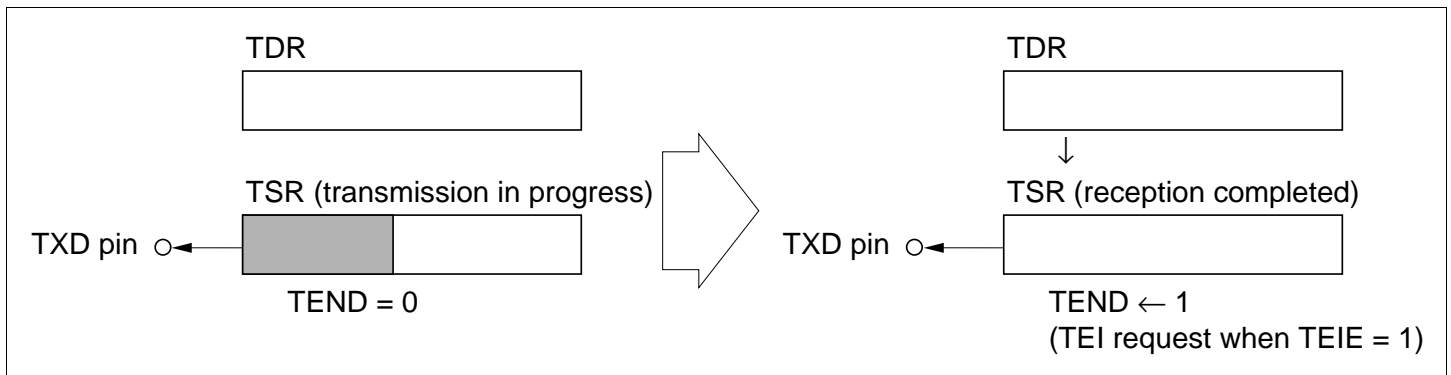 TDR
TSR (transmission in progress)
TXD pin
TEND = 0
TDR
↓
TSR (reception completed)
TXD pin
TEND ← 1
(TEI request when TEIE = 1)